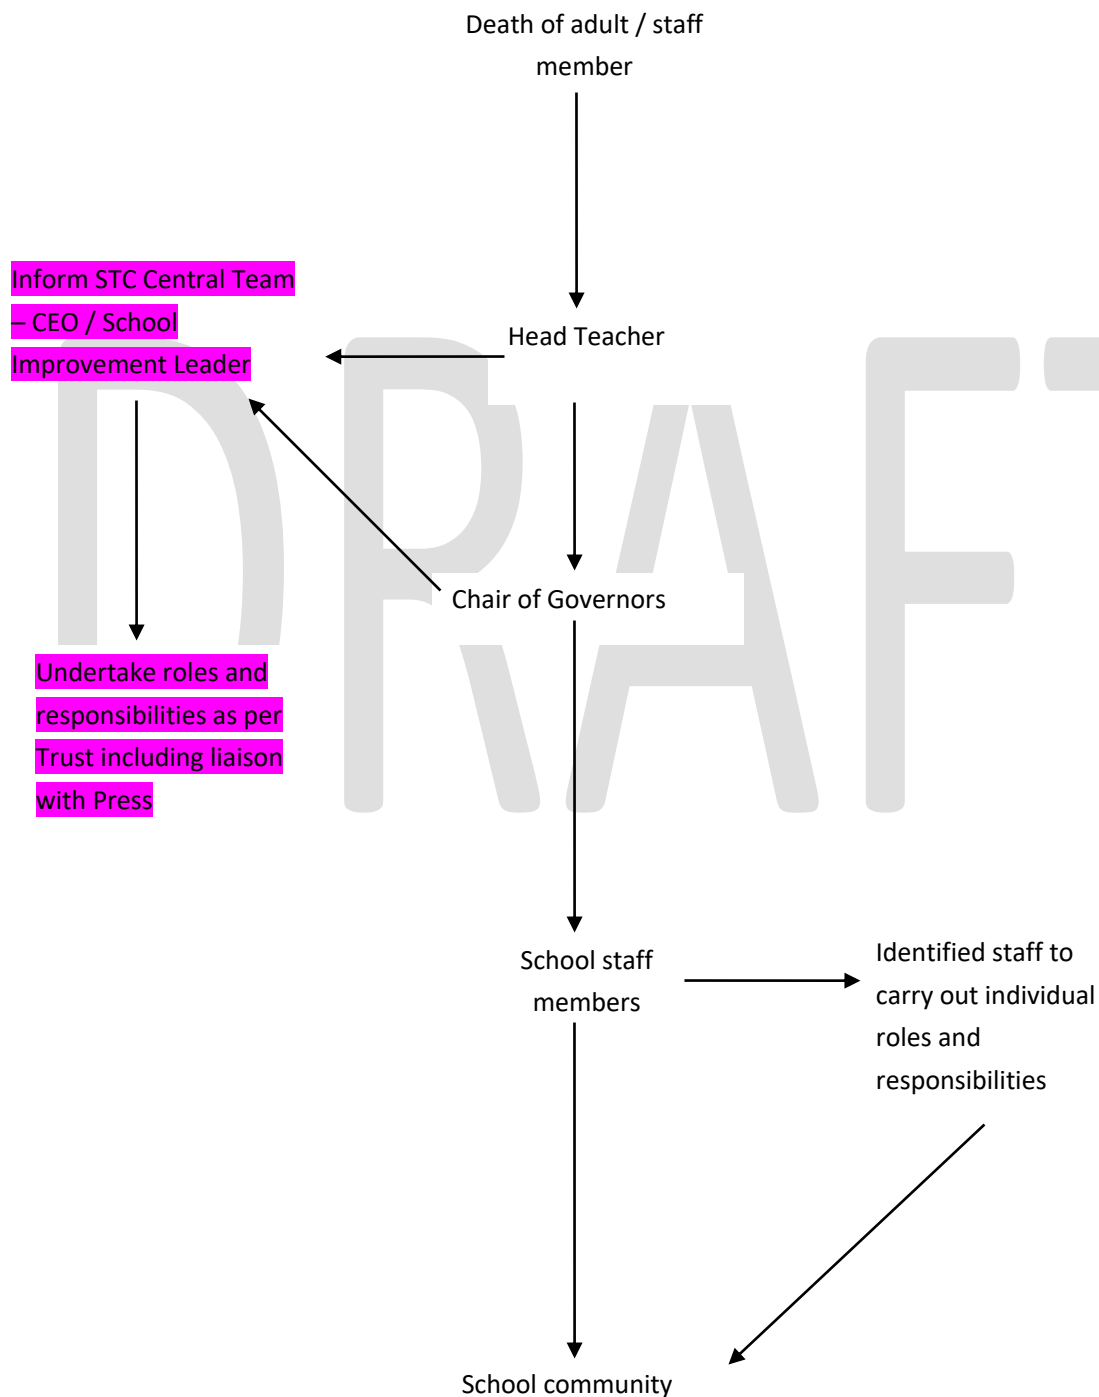 Death of adult / staff
member
Inform STC Central Team
– CEO / School
Improvement Leader
Head Teacher
Chair of Governors
Undertake roles and
responsibilities as per
Trust including liaison
with Press
School staff
members
Identified staff to
carry out individual
roles and
responsibilities
School community
DRAFT